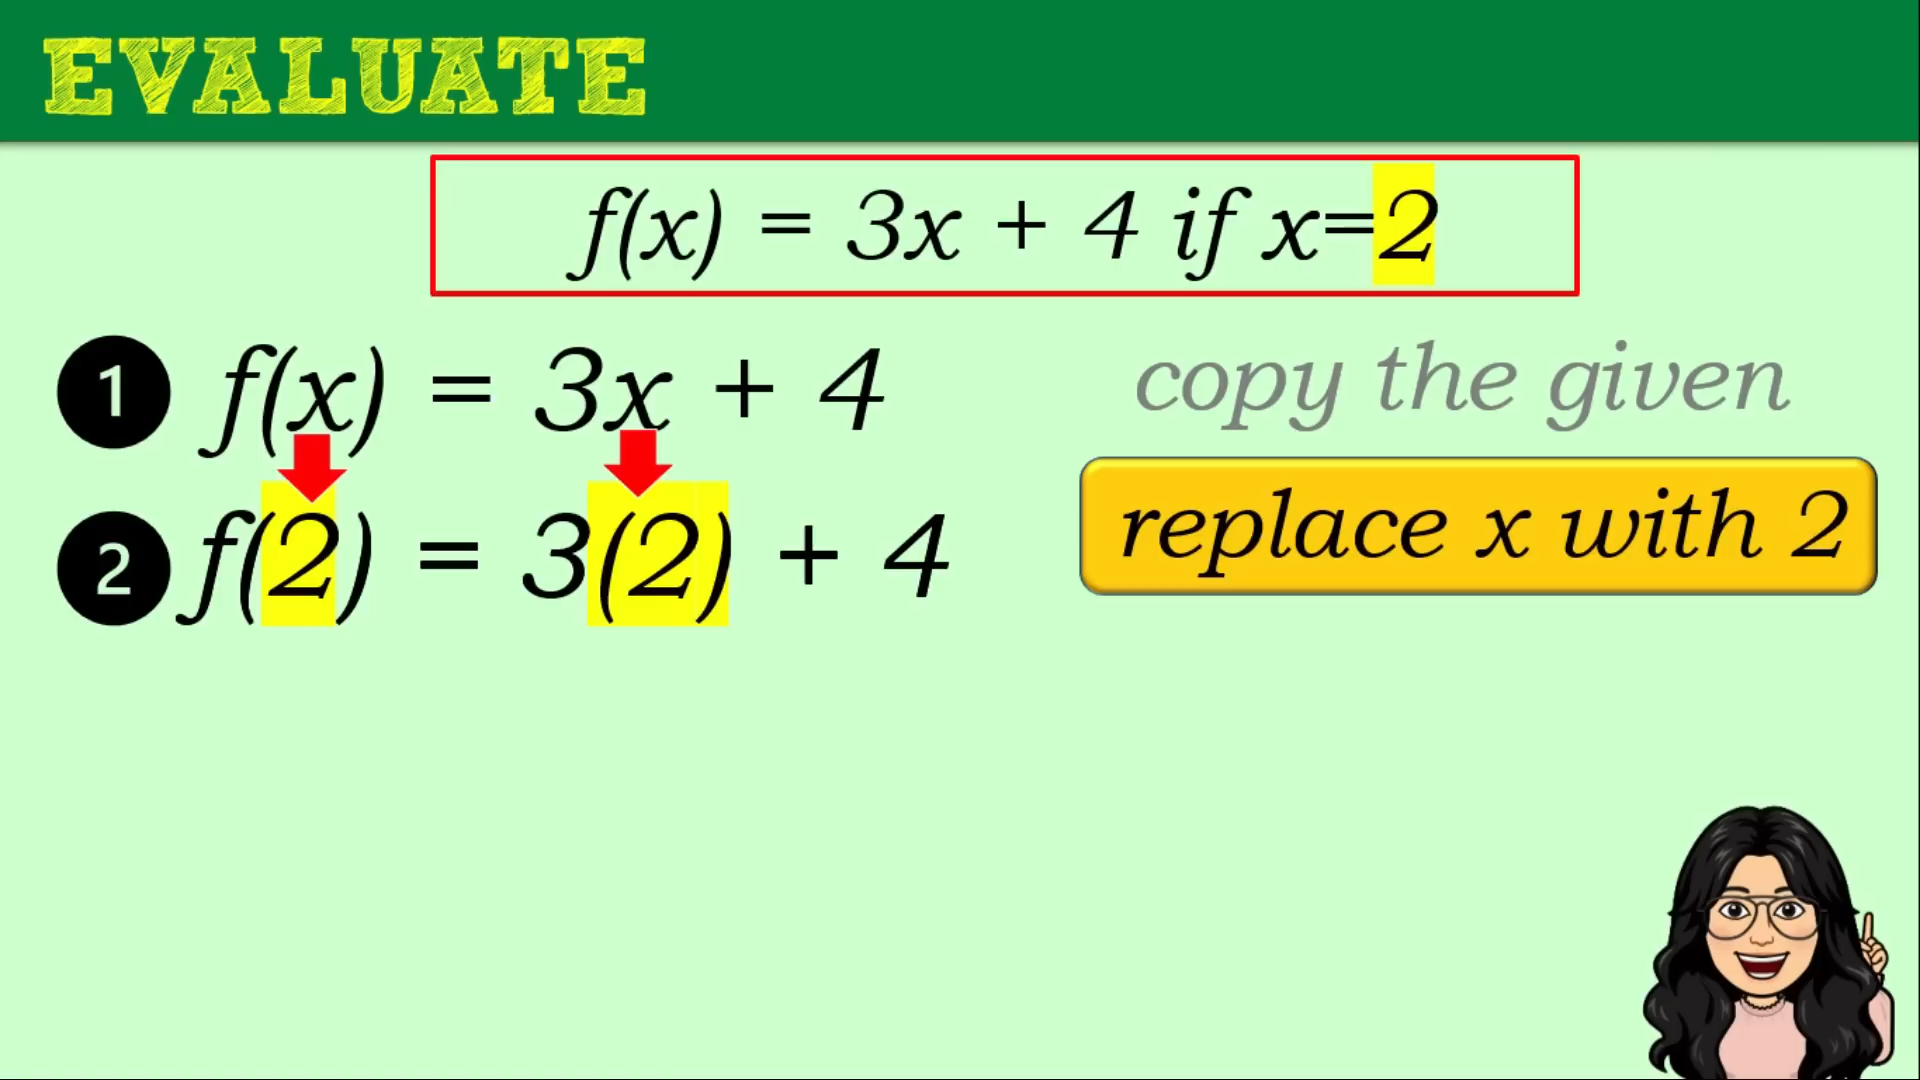 EVALUATE
f(x) = 3x + 4 if x=2
1 f(x) = 3x + 4 copy the given
2 f(2) = 3(2) + 4 replace x with 2